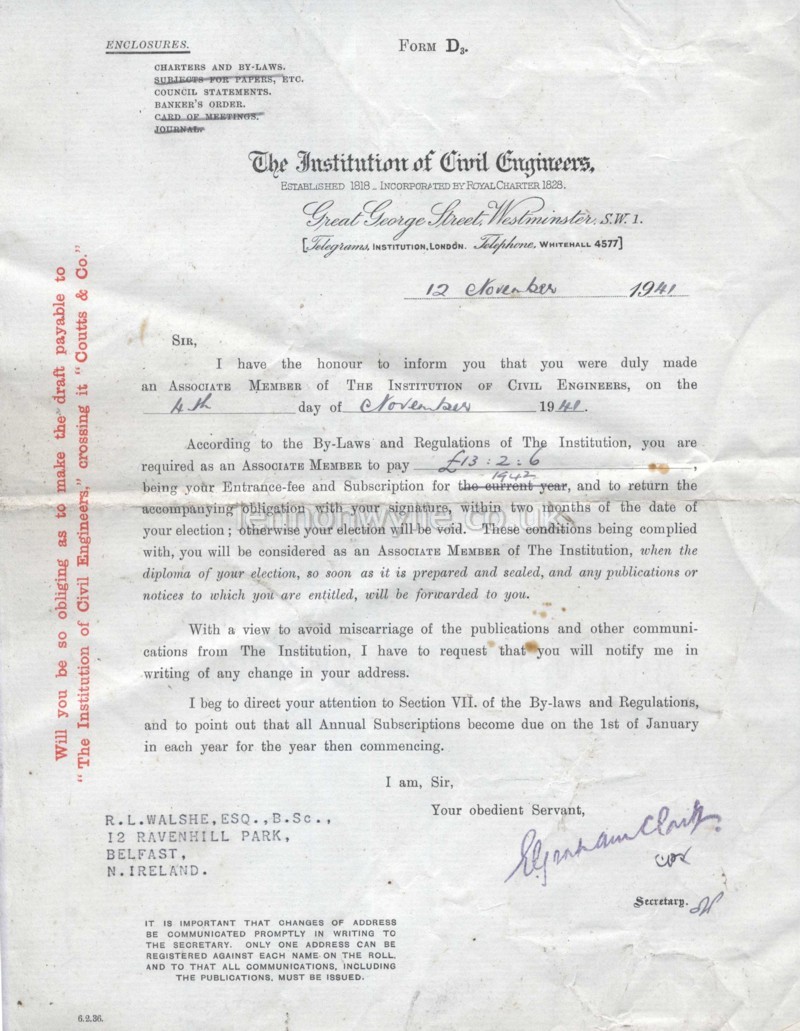 ENCLOSURES.
FORM D3.
CHARTERS AND BY-LAWS.
SUBJECTS FOR PAPERS, ETC.
COUNCIL STATEMENTS.
BANKER'S ORDER.
CARD OF MEETINGS.
JOURNAL.
The Institution of Civil Engineers,
ESTABLISHED 1818 _ INCORPORATED BY ROYAL CHARTER 1828.
Great George Street, Westminster, S.W. 1.
[Telegrams, INSTITUTION, LONDON. Telephone, WHITEHALL 4577]
12 November 1941
SIR,
I have the honour to inform you that you were duly made
an ASSOCIATE MEMBER of THE INSTITUTION OF CIVIL ENGINEERS, on the
4th day of November 1941.
According to the By-Laws and Regulations of The Institution, you are
required as an ASSOCIATE MEMBER to pay £13 : 2 : 6,
1942
being your Entrance-fee and Subscription for the current year, and to return the
accompanying obligation with your signature, within two months of the date of
your election; otherwise your election will be void. These conditions being complied
with, you will be considered as an ASSOCIATE MEMBER of The Institution, when the
diploma of your election, so soon as it is prepared and sealed, and any publications or
notices to which you are entitled, will be forwarded to you.
With a view to avoid miscarriage of the publications and other communi-
cations from The Institution, I have to request that you will notify me in
writing of any change in your address.
I beg to direct your attention to Section VII. of the By-laws and Regulations,
and to point out that all Annual Subscriptions become due on the 1st of January
in each year for the year then commencing.
I am, Sir,
Your obedient Servant,
E Graham Clark
Secretary.
R.L.WALSHE,ESQ.,B.Sc.,
12 RAVENHILL PARK,
BELFAST,
N.IRELAND.
IT IS IMPORTANT THAT CHANGES OF ADDRESS
BE COMMUNICATED PROMPTLY IN WRITING TO
THE SECRETARY. ONLY ONE ADDRESS CAN BE
REGISTERED AGAINST EACH NAME ON THE ROLL,
AND TO THAT ALL COMMUNICATIONS, INCLUDING
THE PUBLICATIONS, MUST BE ISSUED.
6.2.36.
Will you be so obliging as to make the draft payable to
"The Institution of Civil Engineers," crossing it "Coutts & Co."
lennonwylie.co.uk